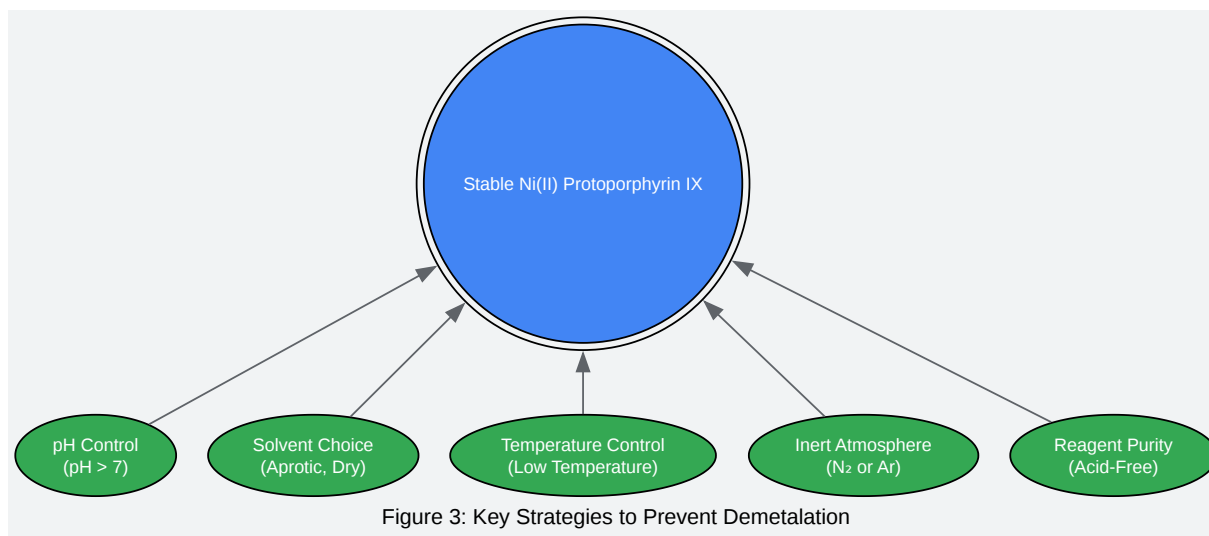 Stable Ni(II) Protoporphyrin IX
pH Control
(pH > 7)
Solvent Choice
(Aprotic, Dry)
Temperature Control
(Low Temperature)
Inert Atmosphere
(N₂ or Ar)
Reagent Purity
(Acid-Free)
Figure 3: Key Strategies to Prevent Demetalation